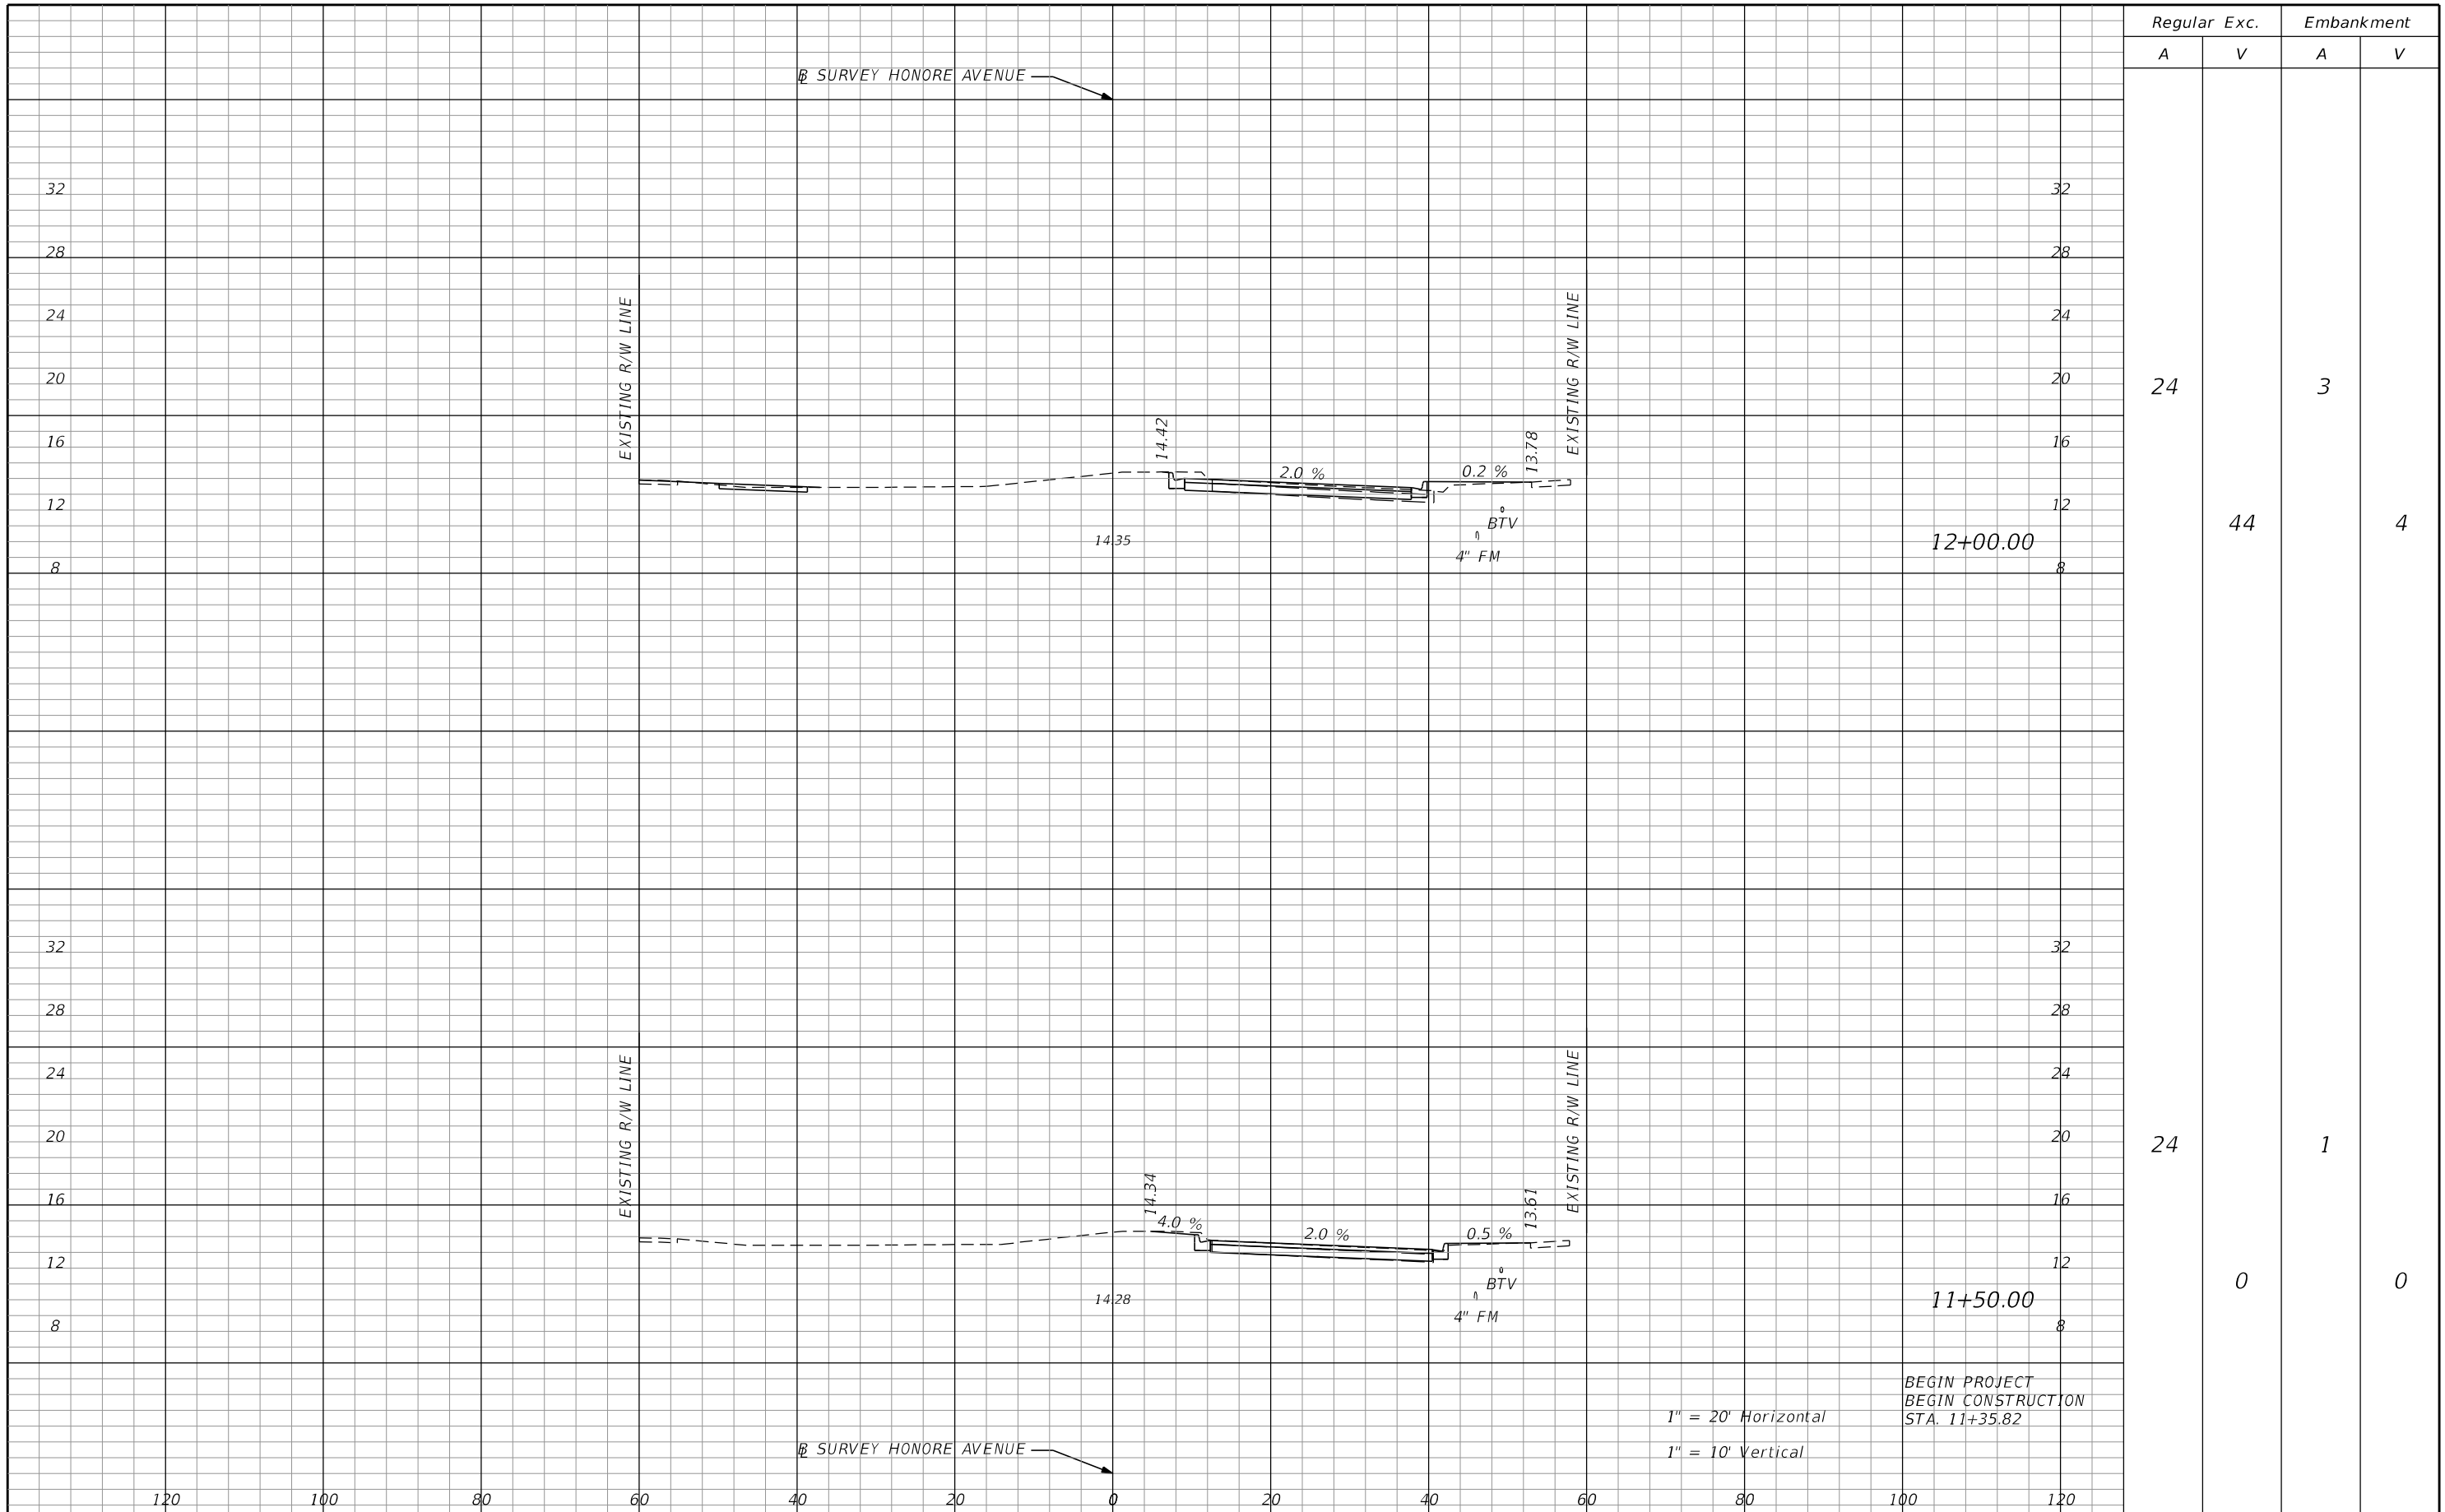 Regular Exc. Embankment
A V A V
BL SURVEY HONORE AVENUE
32 32
28 28
EXISTING R/W LINE
EXISTING R/W LINE
24 24
20 20
24 3
16 16
14.42
2.0 %
0.2 %
13.78
12 12
BTV
44 4
14.35
4" FM
12+00.00
8 8
32 32
28 28
EXISTING R/W LINE
EXISTING R/W LINE
24 24
20 20
24 1
16 16
14.34
4.0 %
2.0 %
0.5 %
13.61
12 12
BTV
0 0
14.28
4" FM
11+50.00
8 8
BEGIN PROJECT
BEGIN CONSTRUCTION
STA. 11+35.82
1" = 20' Horizontal
1" = 10' Vertical
BL SURVEY HONORE AVENUE
120 100 80 60 40 20 0 20 40 60 80 100 120